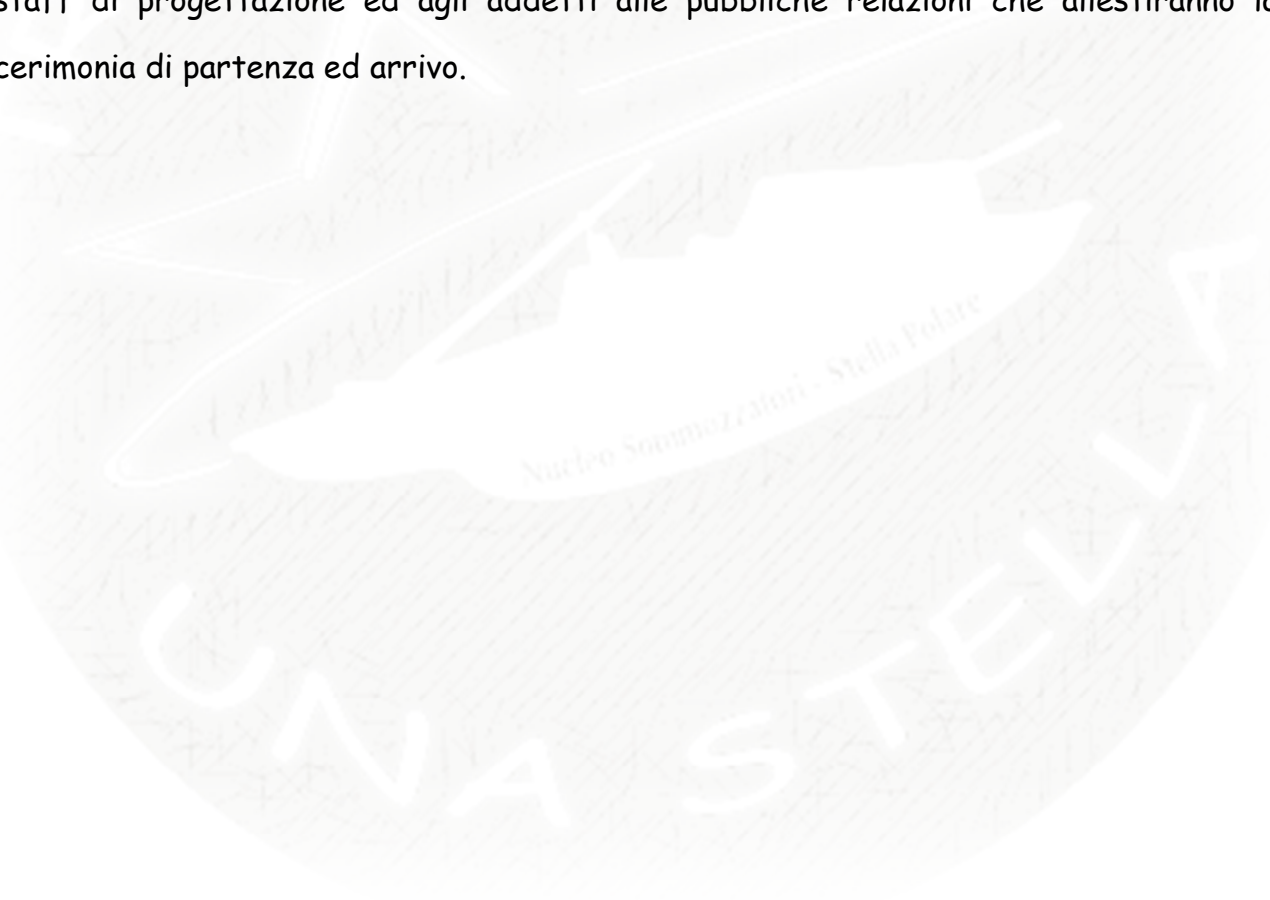 staff di progettazione ed agli addetti alle pubbliche relazioni che allestiranno la
cerimonia di partenza ed arrivo.
Nucleo Sommozzatori - Stella Polare
UNA STELLA